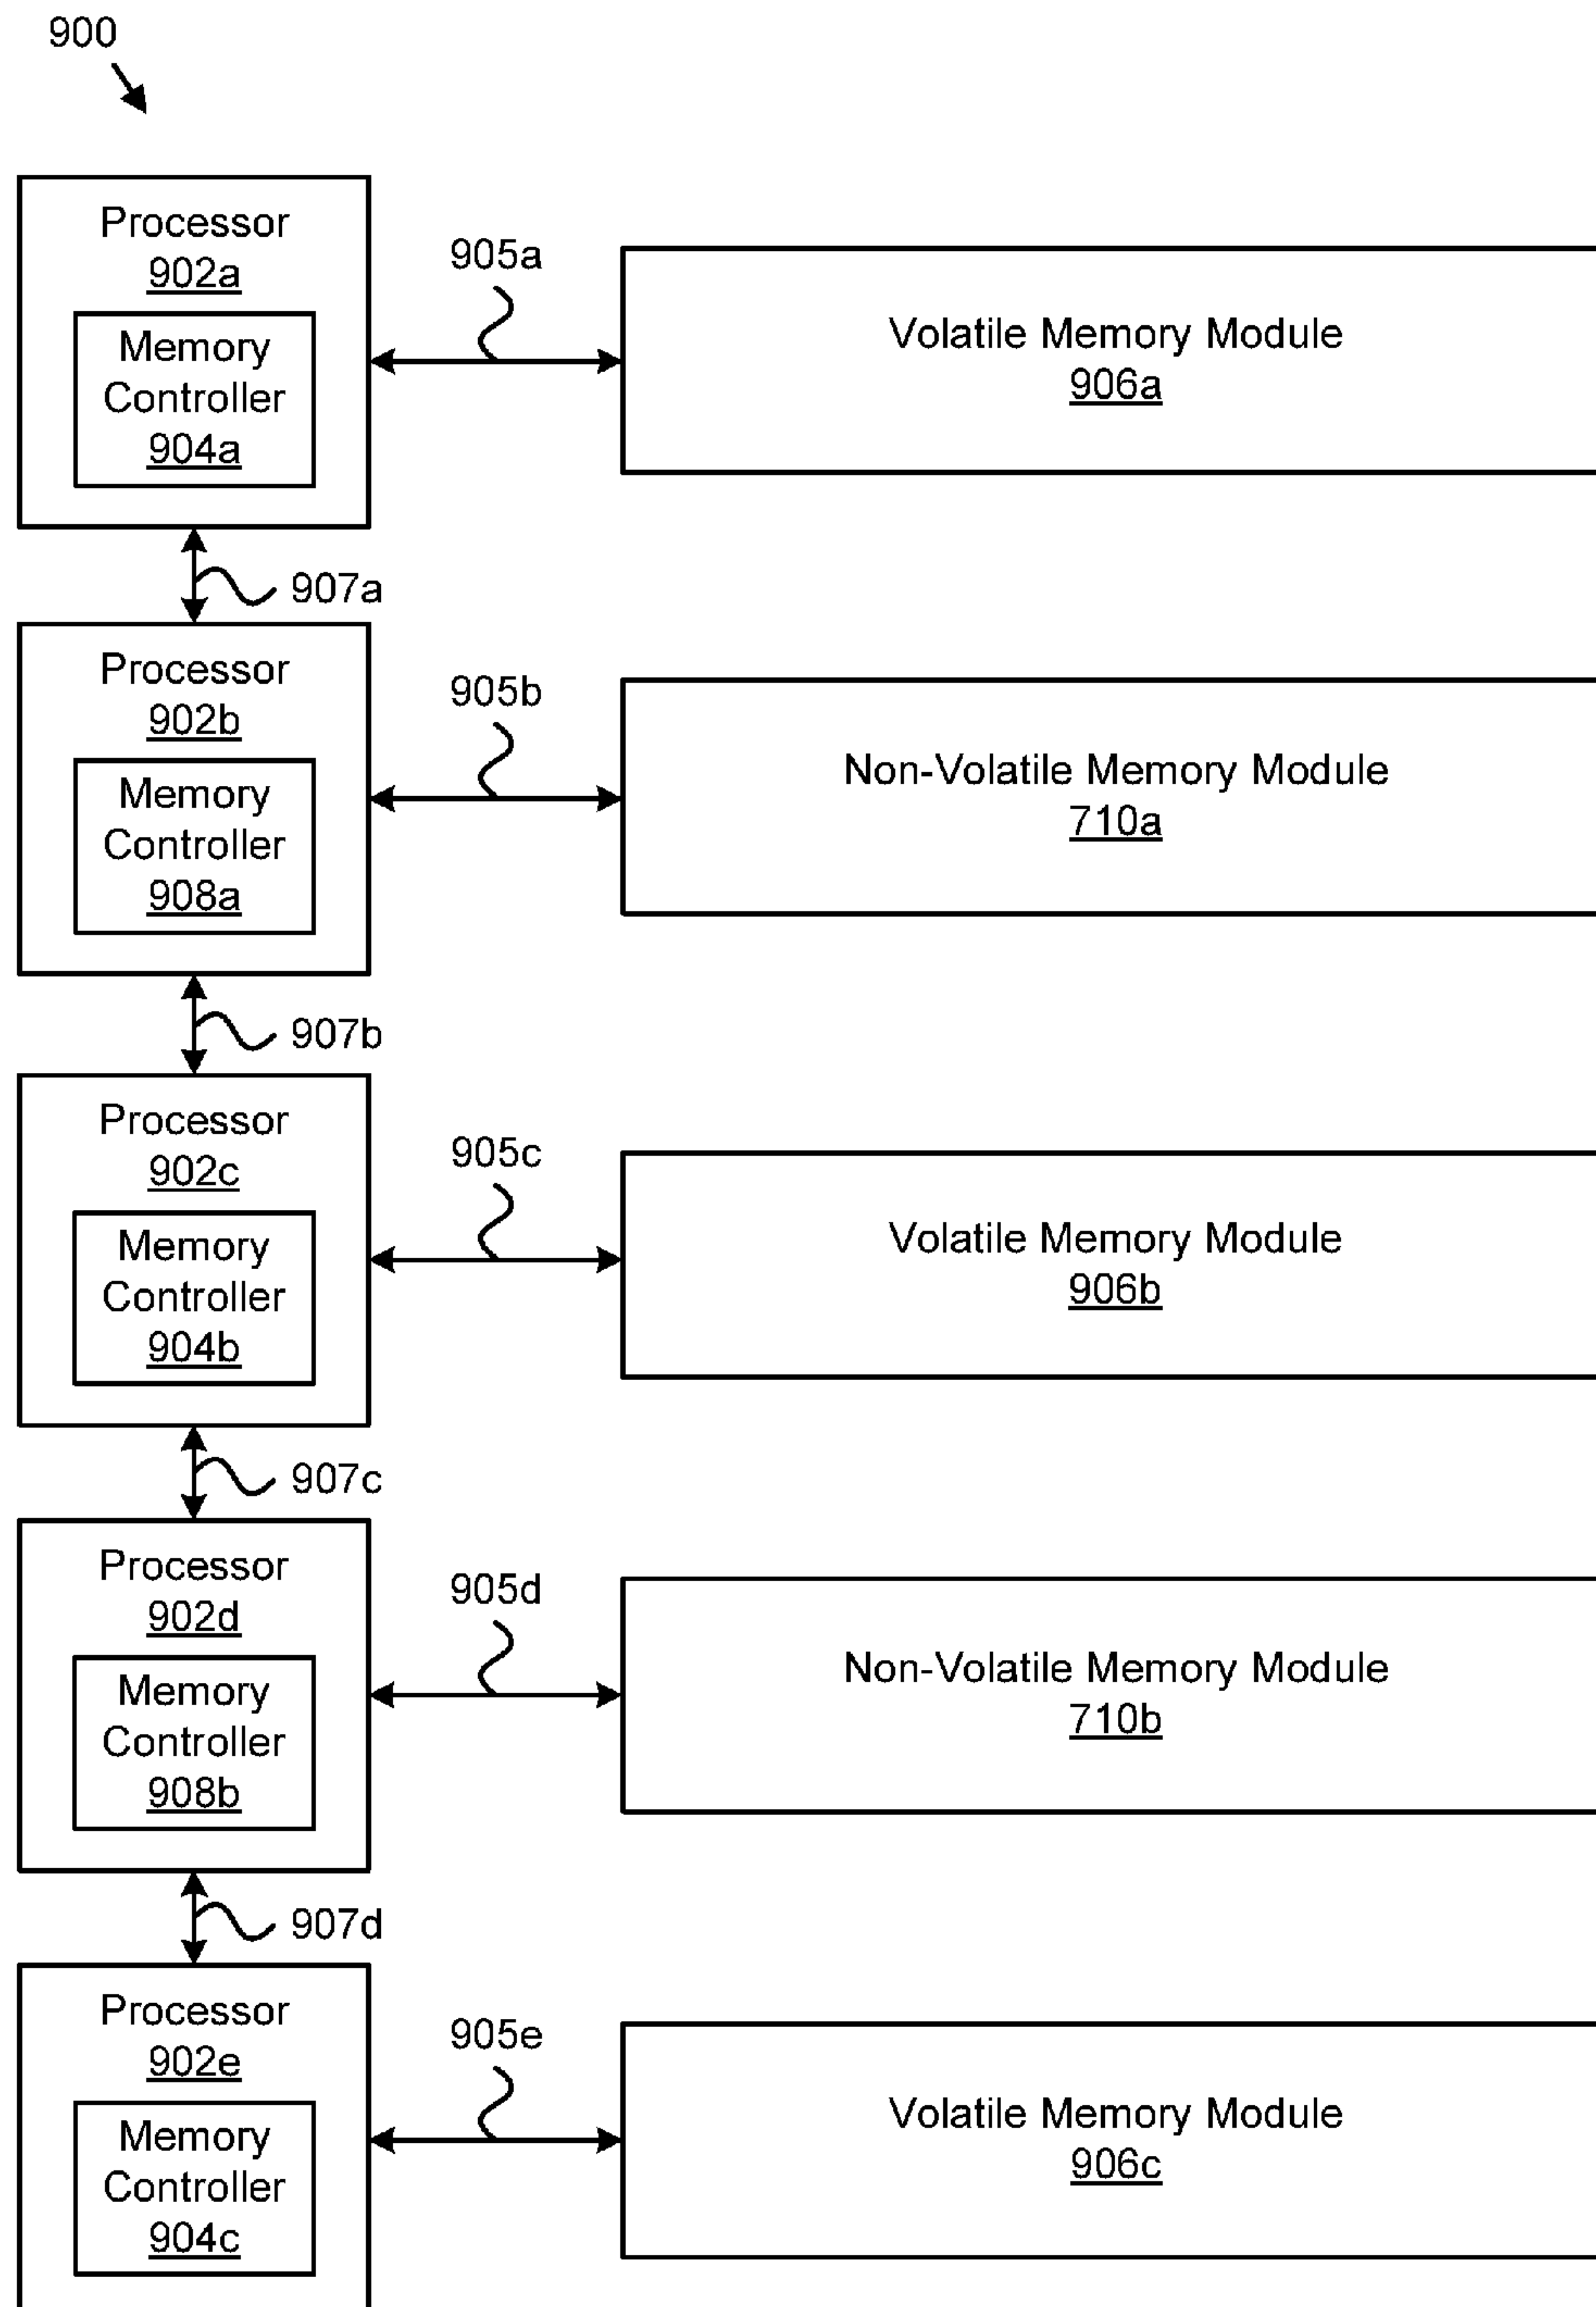 900
Processor
902a
Memory
Controller
904a
905a
Volatile Memory Module
906a
907a
Processor
902b
Memory
Controller
908a
905b
Non-Volatile Memory Module
710a
907b
Processor
902c
Memory
Controller
904b
905c
Volatile Memory Module
906b
907c
Processor
902d
Memory
Controller
908b
905d
Non-Volatile Memory Module
710b
907d
Processor
902e
Memory
Controller
904c
905e
Volatile Memory Module
906c